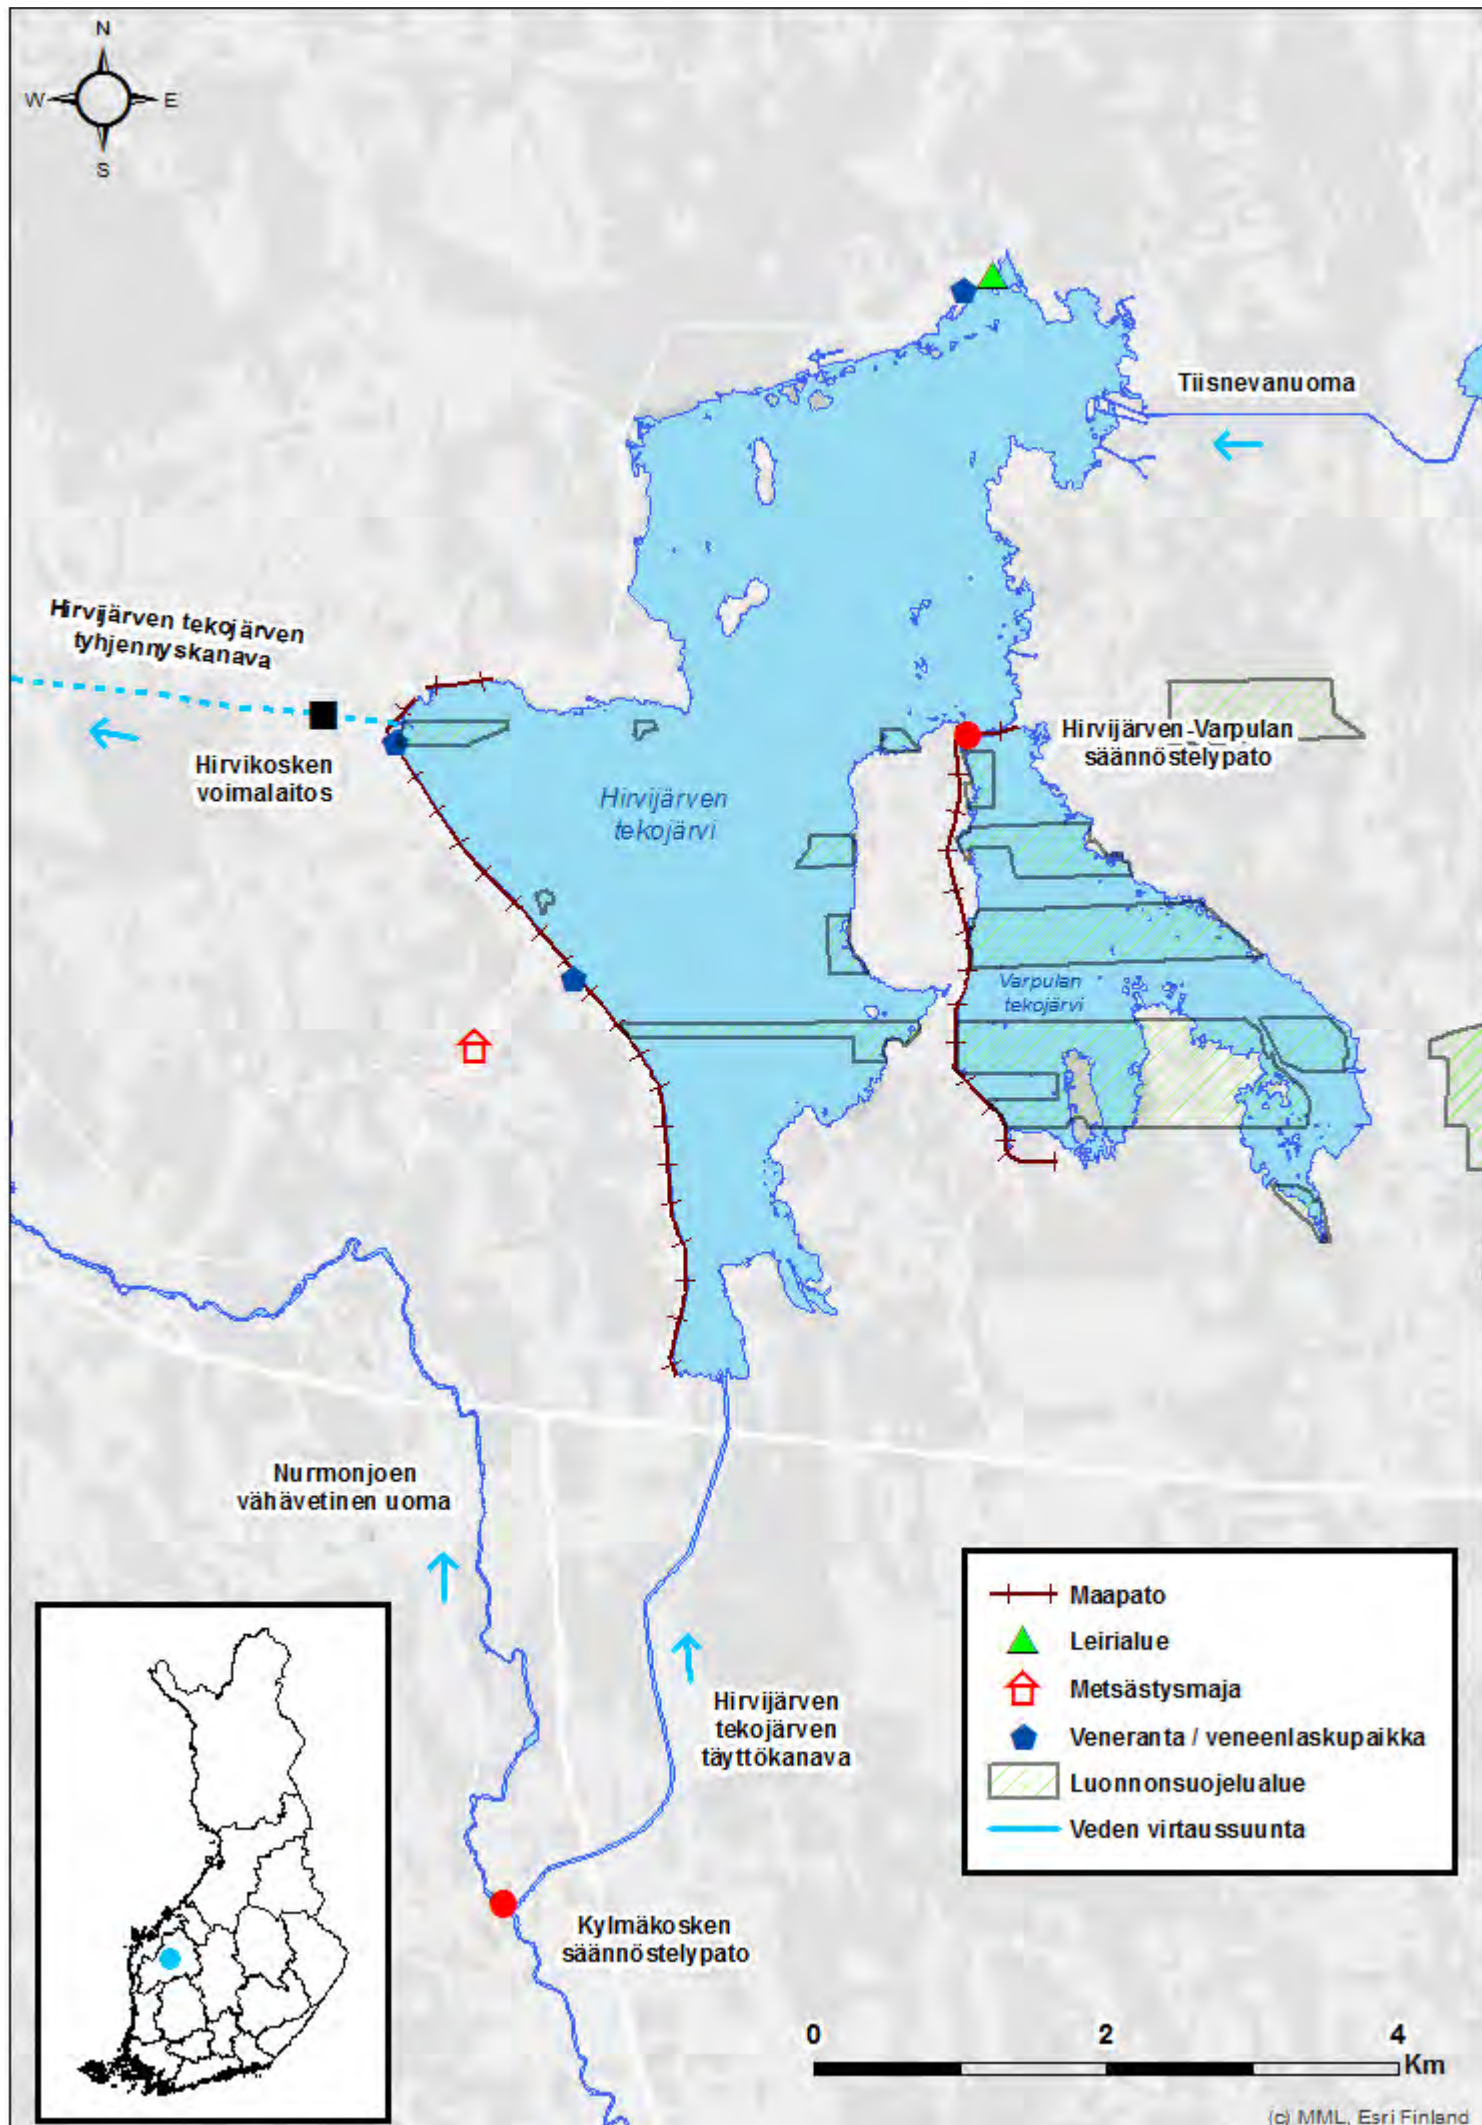 N
W
E
S
Tiisnevanuoma
Hirvijärven tekojärven
tyhjennyskanava
Hirvikosken
voimalaitos
Hirvijärven-Varpulan
säännöstelypato
Hirvijärven
tekojärvi
Varpulan
tekojärvi
Nurmonjoen
vähävetinen uoma
Hirvijärven
tekojärven
täyttökanava
Kylmäkosken
säännöstelypato
Maapato
Leirialue
Metsästysmaja
Veneranta / veneenlaskupaikka
Luonnonsuojelualue
Veden virtaussuunta
0 2 4
Km
(c) MML, Esri Finland